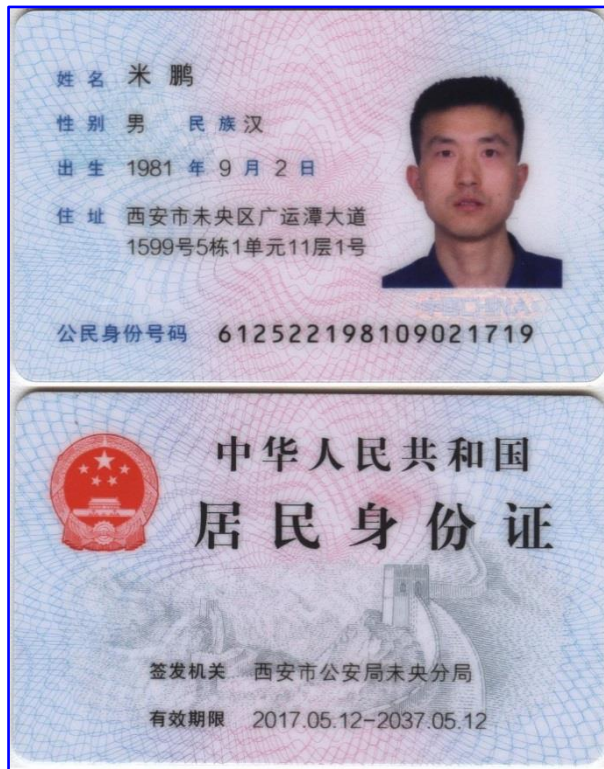 姓名 米鹏
性别 男 民族 汉
出生 1981 年 9 月 2 日
住址 西安市未央区广运潭大道
1599号5栋1单元11层1号
公民身份号码 612522198109021719
中华人民共和国
居民身份证
签发机关 西安市公安局未央分局
有效期限 2017.05.12-2037.05.12